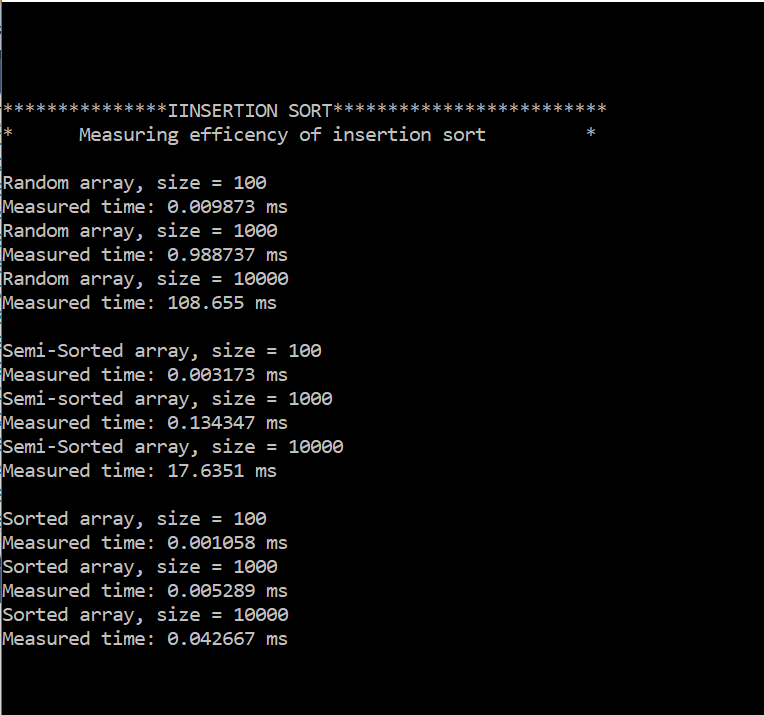 ***************IINSERTION SORT*************************
*      Measuring efficency of insertion sort         *
Random array, size = 100
Measured time: 0.009873 ms
Random array, size = 1000
Measured time: 0.988737 ms
Random array, size = 10000
Measured time: 108.655 ms
Semi-Sorted array, size = 100
Measured time: 0.003173 ms
Semi-sorted array, size = 1000
Measured time: 0.134347 ms
Semi-Sorted array, size = 10000
Measured time: 17.6351 ms
Sorted array, size = 100
Measured time: 0.001058 ms
Sorted array, size = 1000
Measured time: 0.005289 ms
Sorted array, size = 10000
Measured time: 0.042667 ms